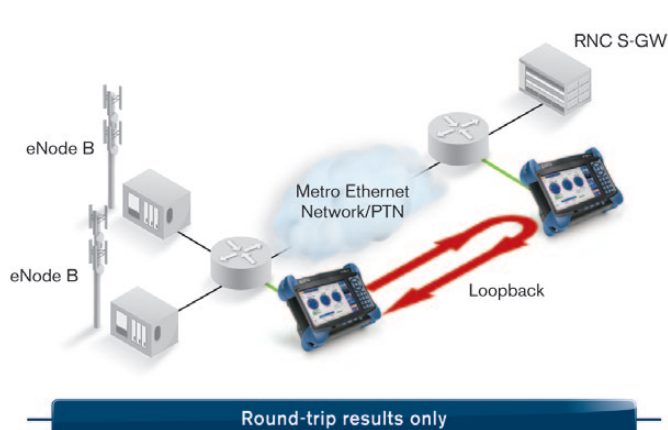 RNC S-GW
eNode B
Metro Ethernet
Network/PTN
eNode B
Loopback
Round-trip results only